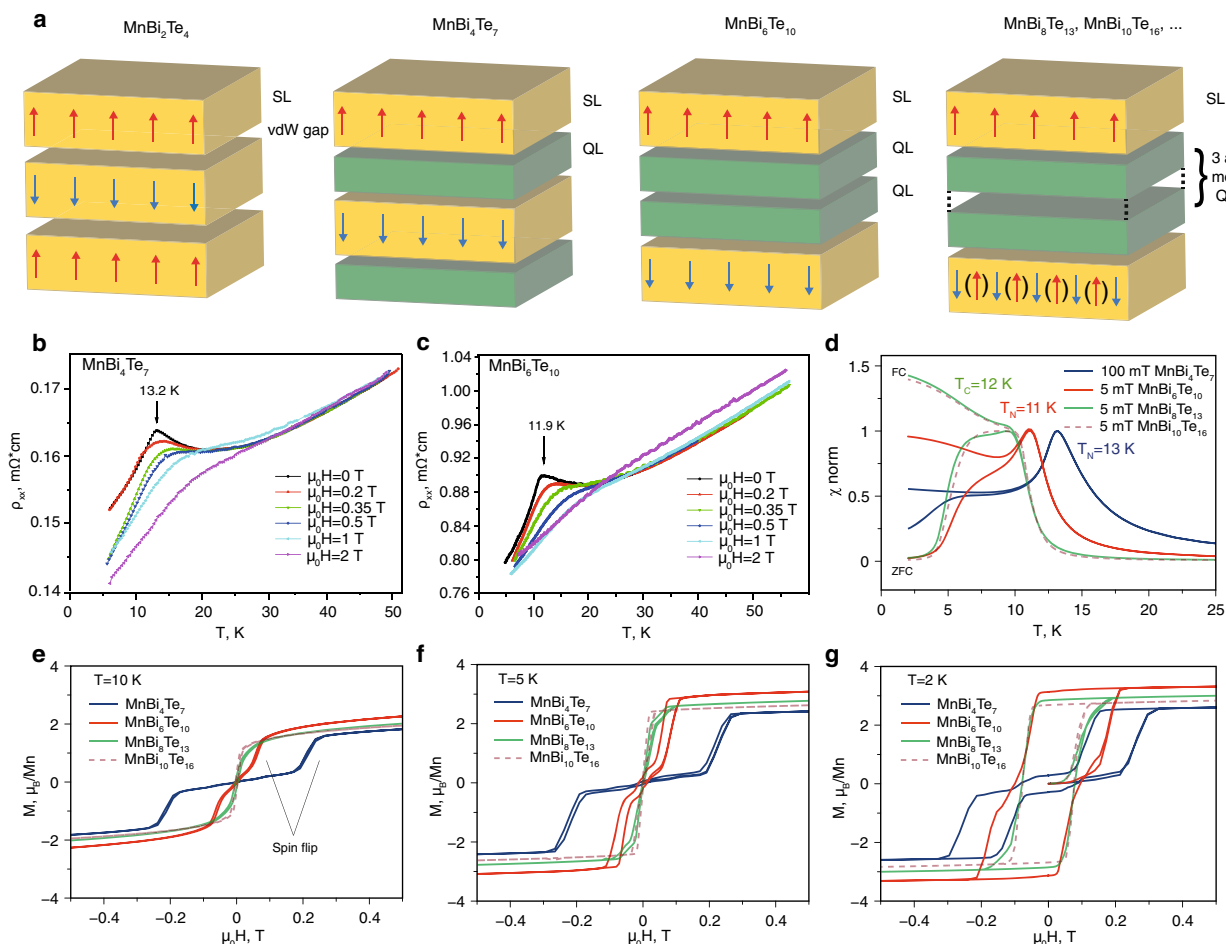 a
MnBi₂Te₄
MnBi₄Te₇
MnBi₆Te₁₀
MnBi₈Te₁₃, MnBi₁₀Te₁₆, ...
SL
vdW gap
SL
QL
SL
QL
QL
SL
3
b
MnBi₄Te₇
13.2 K
0.17
0.16
0.15
0.14
ρxx, mΩ*cm
μ₀H=0 T
μ₀H=0.2 T
μ₀H=0.35 T
μ₀H=0.5 T
μ₀H=1 T
μ₀H=2 T
0 10 20 30 40 50
T, K
c
MnBi₆Te₁₀
11.9 K
1.04
1.00
0.96
0.92
0.88
0.84
0.80
0.76
ρxx, mΩ*cm
μ₀H=0 T
μ₀H=0.2 T
μ₀H=0.35 T
μ₀H=0.5 T
μ₀H=1 T
μ₀H=2 T
0 10 20 30 40 50
T, K
d
FC
ZFC
T_C=12 K
T_N=11 K
T_N=13 K
100 mT MnBi₄Te₇
5 mT MnBi₆Te₁₀
5 mT MnBi₈Te₁₃
5 mT MnBi₁₀Te₁₆
1.5
1
0.5
0
χ norm
0 5 10 15 20 25
T, K
e
T=10 K
MnBi₄Te₇
MnBi₆Te₁₀
MnBi₈Te₁₃
MnBi₁₀Te₁₆
Spin flip
4
2
0
−2
−4
M, μB/Mn
−0.4 −0.2 0 0.2 0.4
μ₀H, T
f
T=5 K
MnBi₄Te₇
MnBi₆Te₁₀
MnBi₈Te₁₃
MnBi₁₀Te₁₆
4
2
0
−2
−4
M, μB/Mn
−0.4 −0.2 0 0.2 0.4
μ₀H, T
g
T=2 K
MnBi₄Te₇
MnBi₆Te₁₀
MnBi₈Te₁₃
MnBi₁₀Te₁₆
4
2
0
−2
−4
M, μB/Mn
−0.4 −0.2 0 0.2 0.4
μ₀H, T